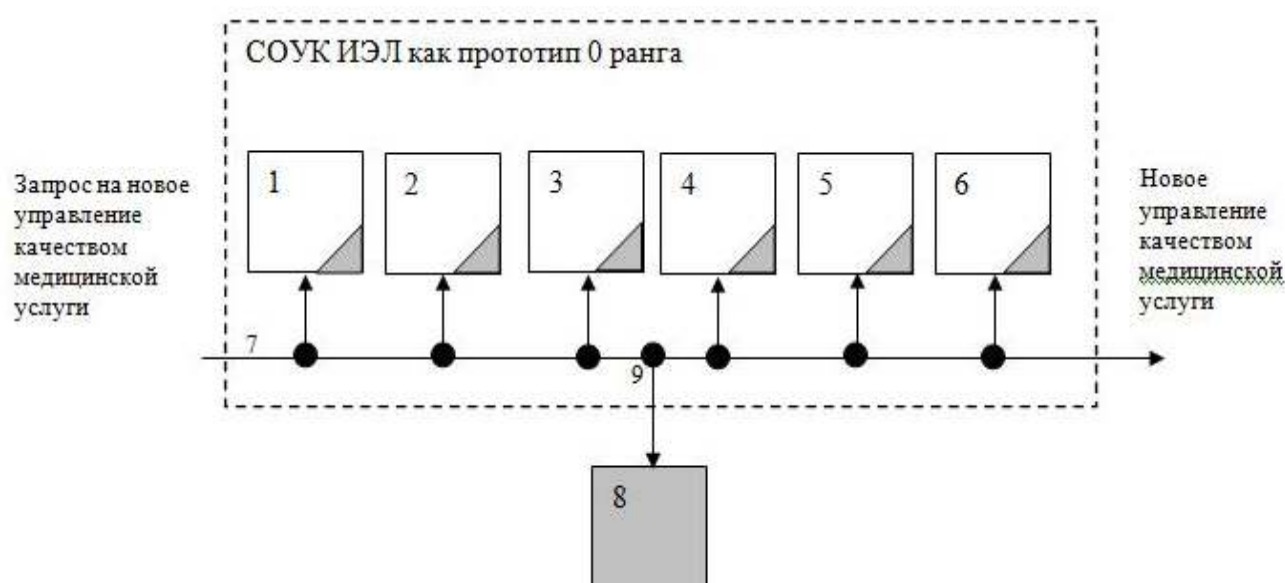 СОУК ИЭЛ как прототип 0 ранга
Запрос на новое
управление
качеством
медицинской
услуги
1
2
3
4
5
6
Новое
управление
качеством
медицинской
услуги
7
9
8